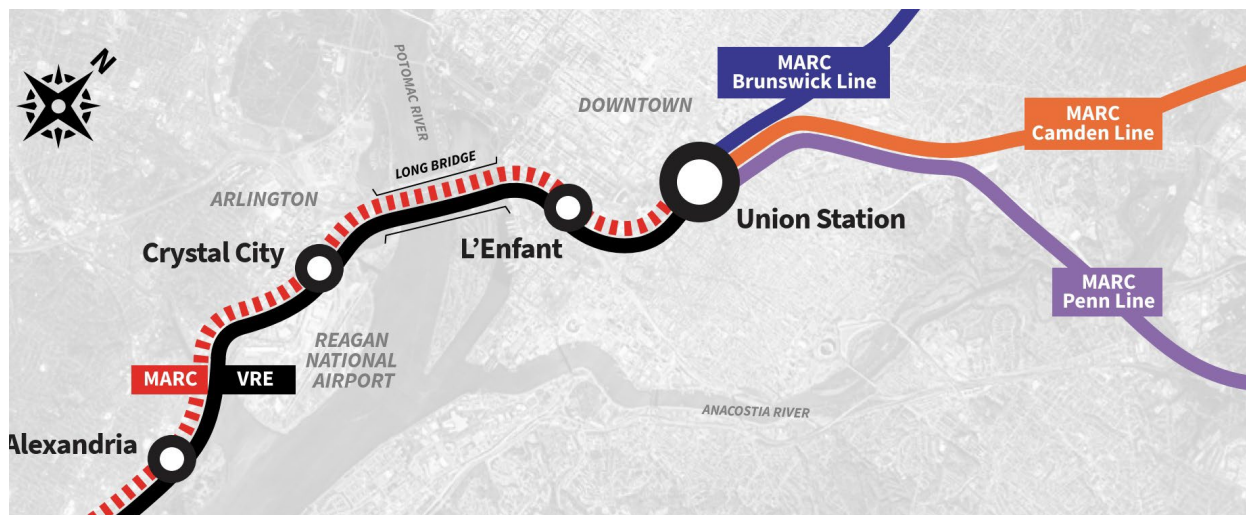 N
POTOMAC RIVER
DOWNTOWN
MARC
Brunswick Line
MARC
Camden Line
LONG BRIDGE
ARLINGTON
Union Station
Crystal City
L'Enfant
MARC
Penn Line
REAGAN
NATIONAL
AIRPORT
MARC
VRE
ANACOSTIA RIVER
Alexandria